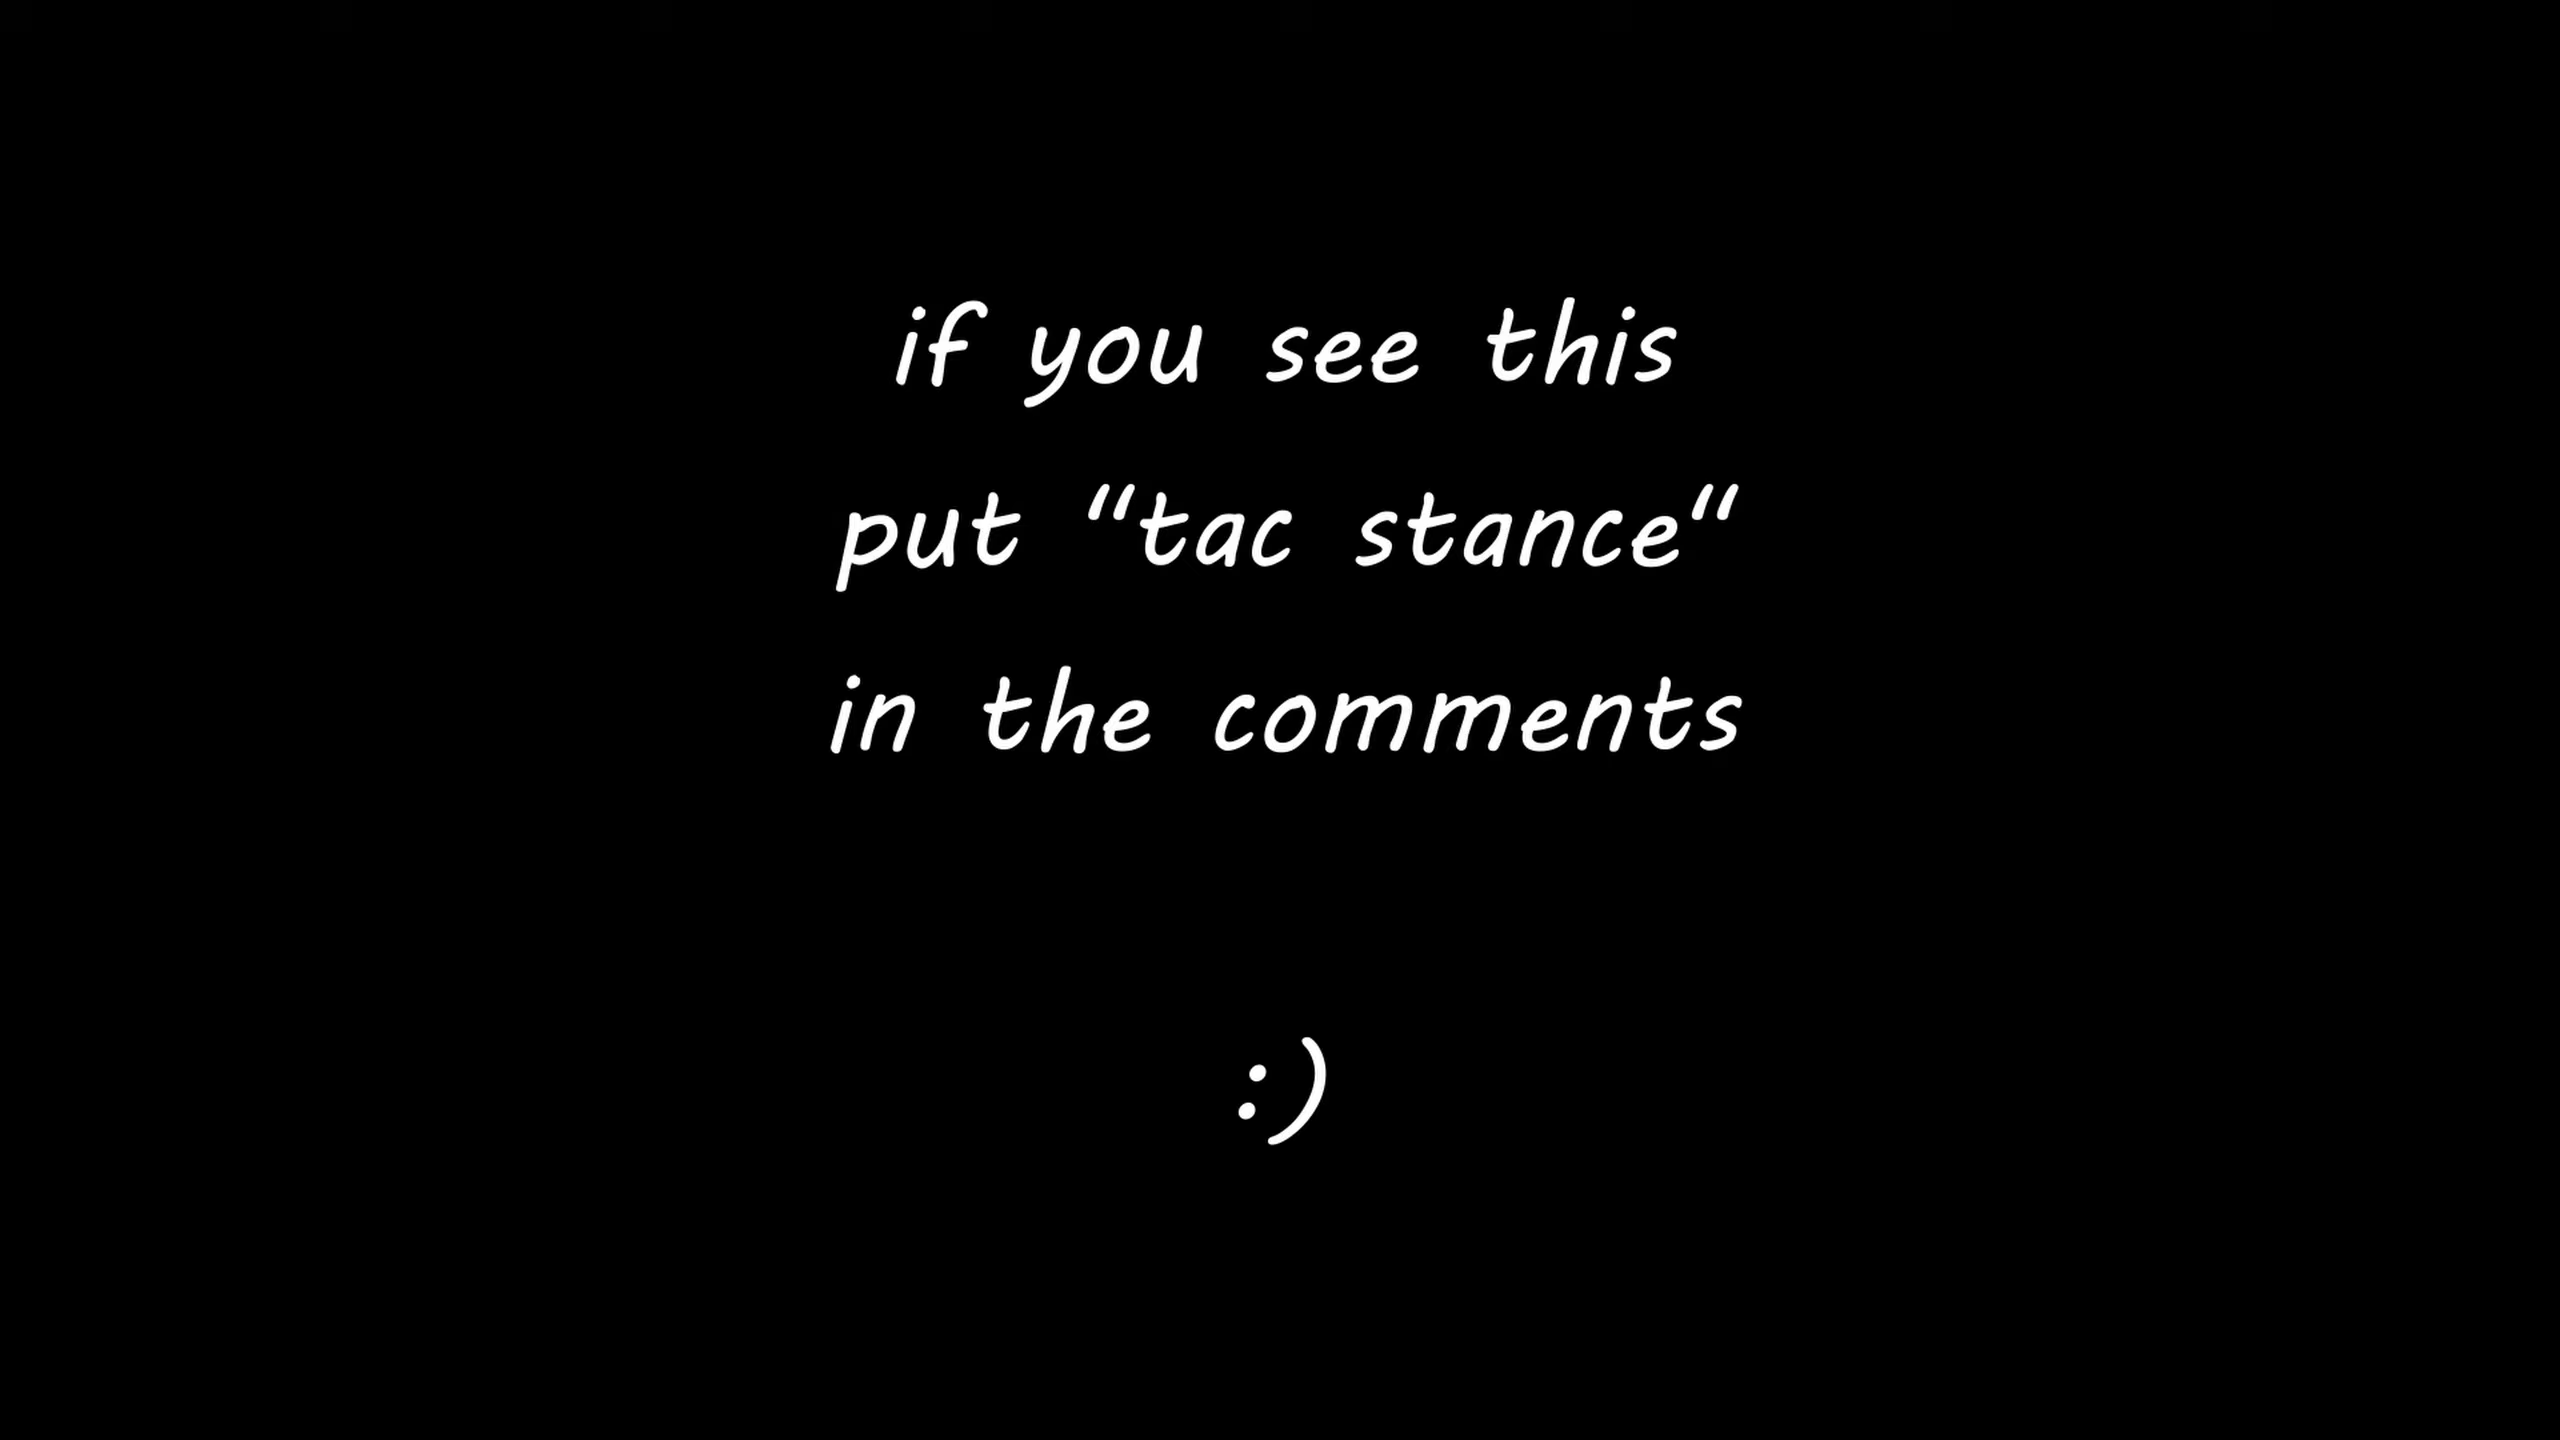 if you see this
put "tac stance"
in the comments
:)